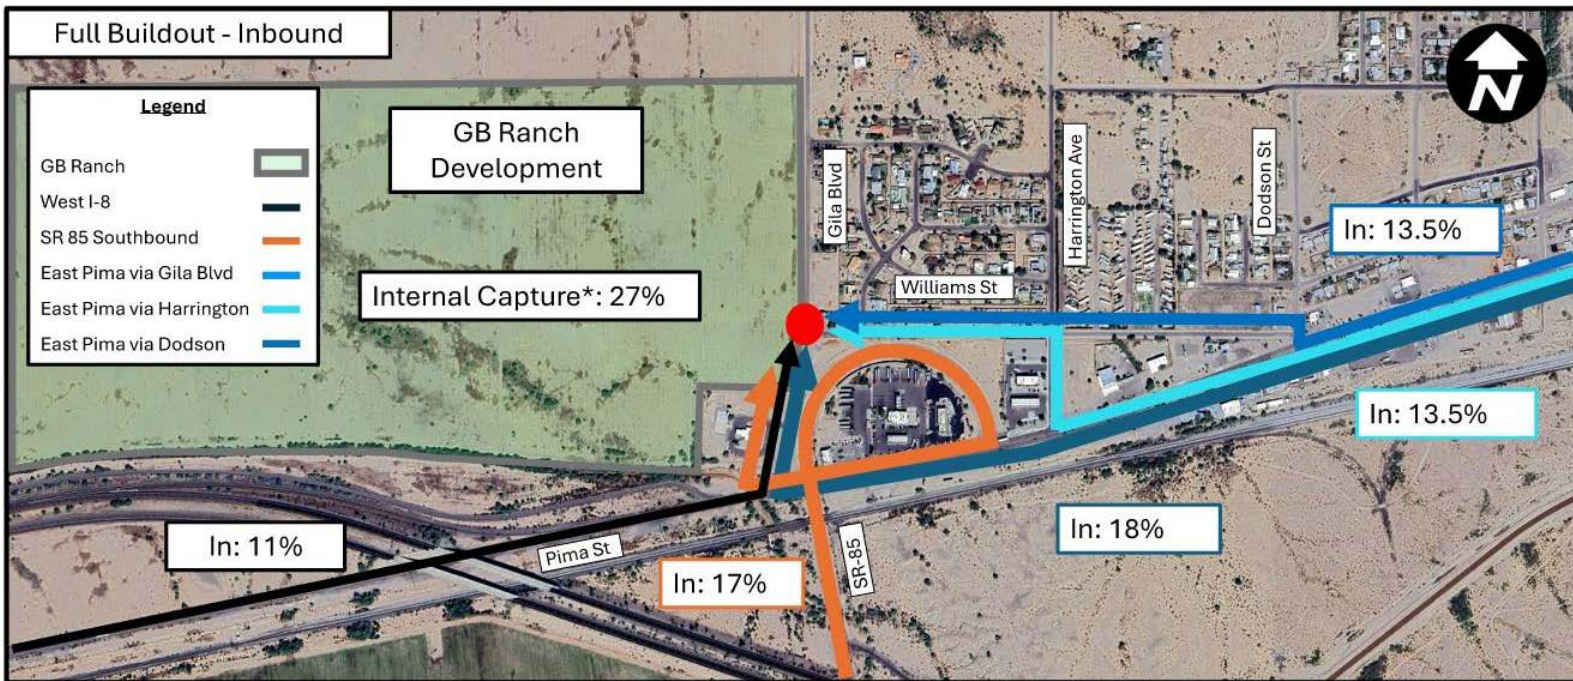 Full Buildout - Inbound
N
Legend
GB Ranch
West I-8
SR 85 Southbound
East Pima via Gila Blvd
East Pima via Harrington
East Pima via Dodson
GB Ranch
Development
Internal Capture*: 27%
Gila Blvd
Harrington Ave
Dodson St
Williams St
In: 13.5%
In: 13.5%
In: 18%
In: 11%
Pima St
In: 17%
SR-85